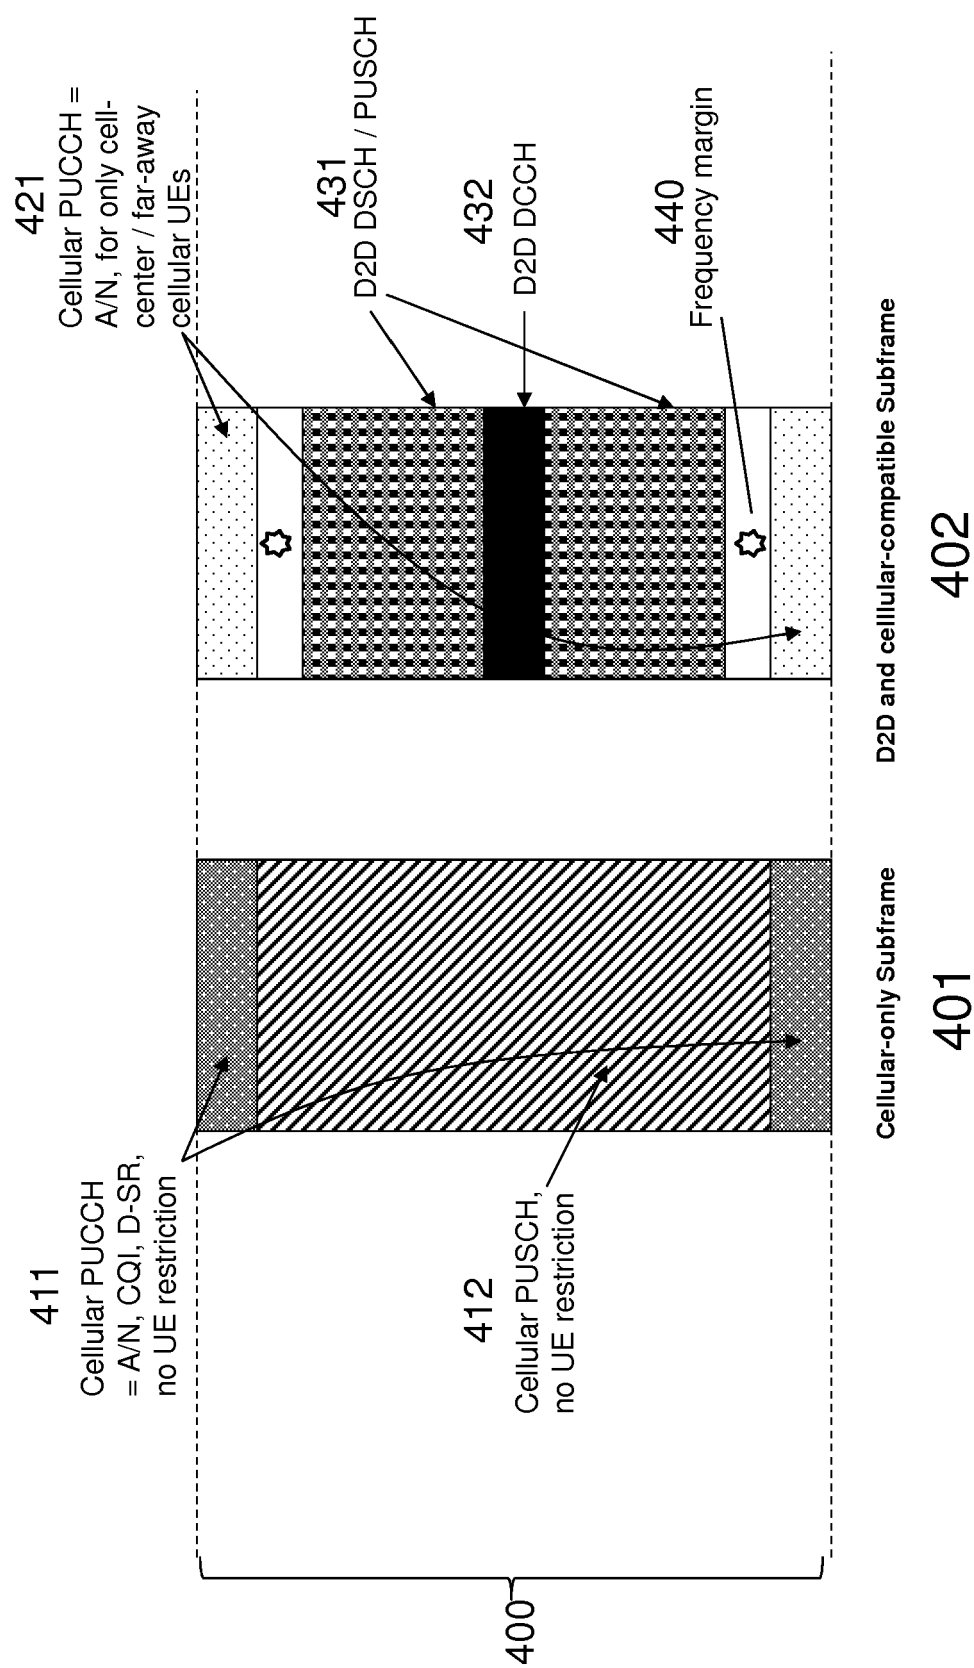 400
411
Cellular PUCCH
= A/N, CQI, D-SR,
no UE restriction
412
Cellular PUSCH,
no UE restriction
421
Cellular PUCCH =
A/N, for only cell-
center / far-away
cellular UEs
431
D2D DSCH / PUSCH
432
D2D DCCH
440
Frequency margin
Cellular-only Subframe
401
D2D and celllular-compatible Subframe
402